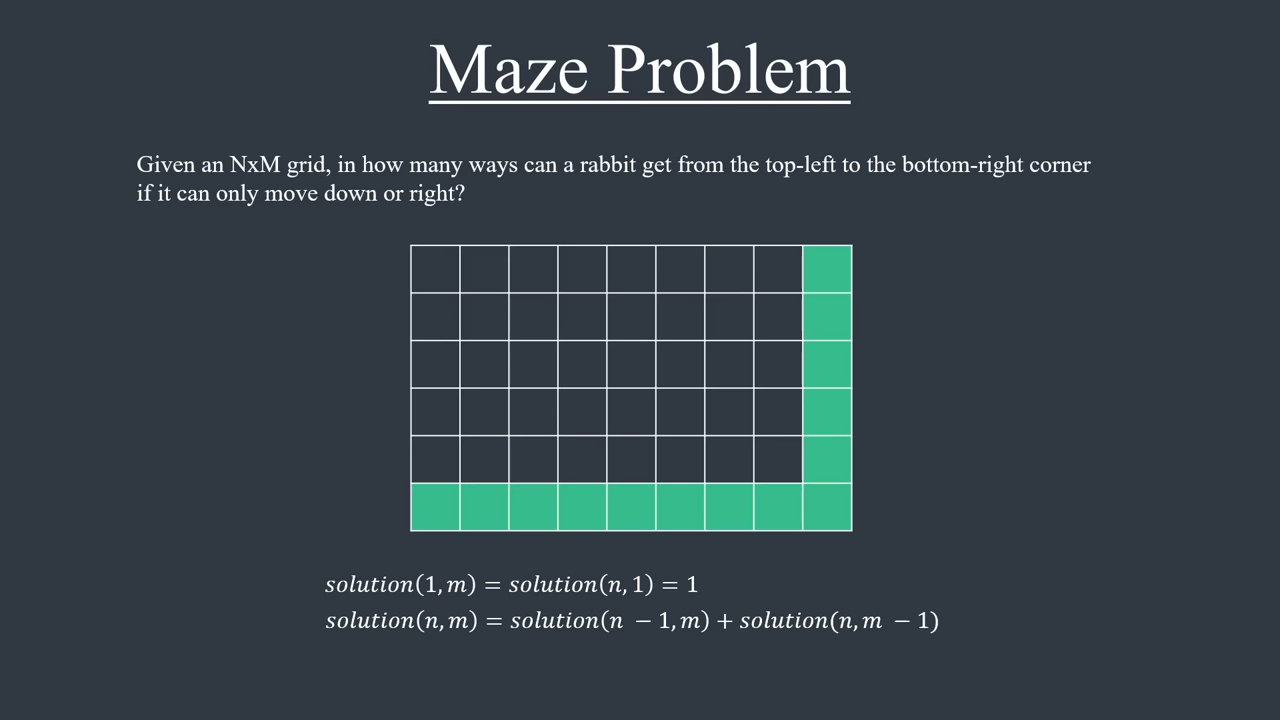 Maze Problem
Given an NxM grid, in how many ways can a rabbit get from the top-left to the bottom-right corner
if it can only move down or right?
𝑠𝑜𝑙𝑢𝑡𝑖𝑜𝑛(1, 𝑚) = 𝑠𝑜𝑙𝑢𝑡𝑖𝑜𝑛(𝑛, 1) = 1
𝑠𝑜𝑙𝑢𝑡𝑖𝑜𝑛(𝑛, 𝑚) = 𝑠𝑜𝑙𝑢𝑡𝑖𝑜𝑛(𝑛 − 1, 𝑚) + 𝑠𝑜𝑙𝑢𝑡𝑖𝑜𝑛(𝑛, 𝑚 − 1)